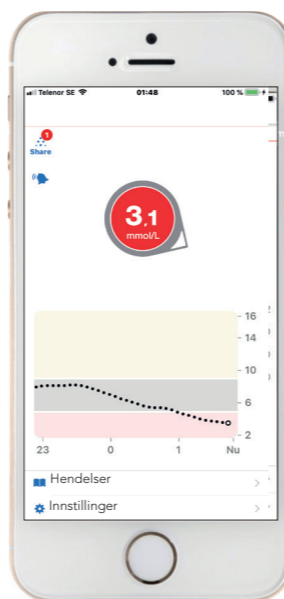 Telenor SE 01:48 100 %
1
Share
3,1
mmol/L
16
14
10
6
2
23 0 1 Nu
Hendelser
Innstillinger